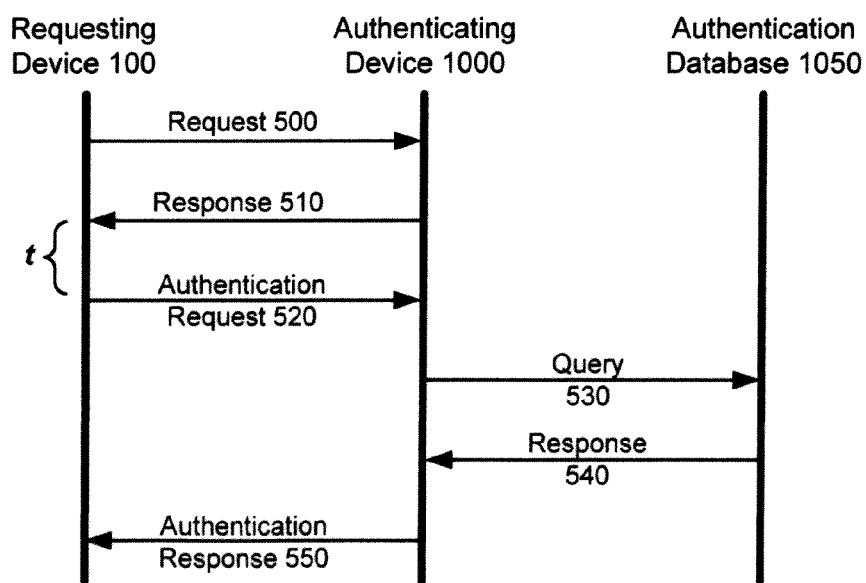 Requesting
Device 100
Authenticating
Device 1000
Authentication
Database 1050
Request 500
Response 510
t
Authentication
Request 520
Query
530
Response
540
Authentication
Response 550